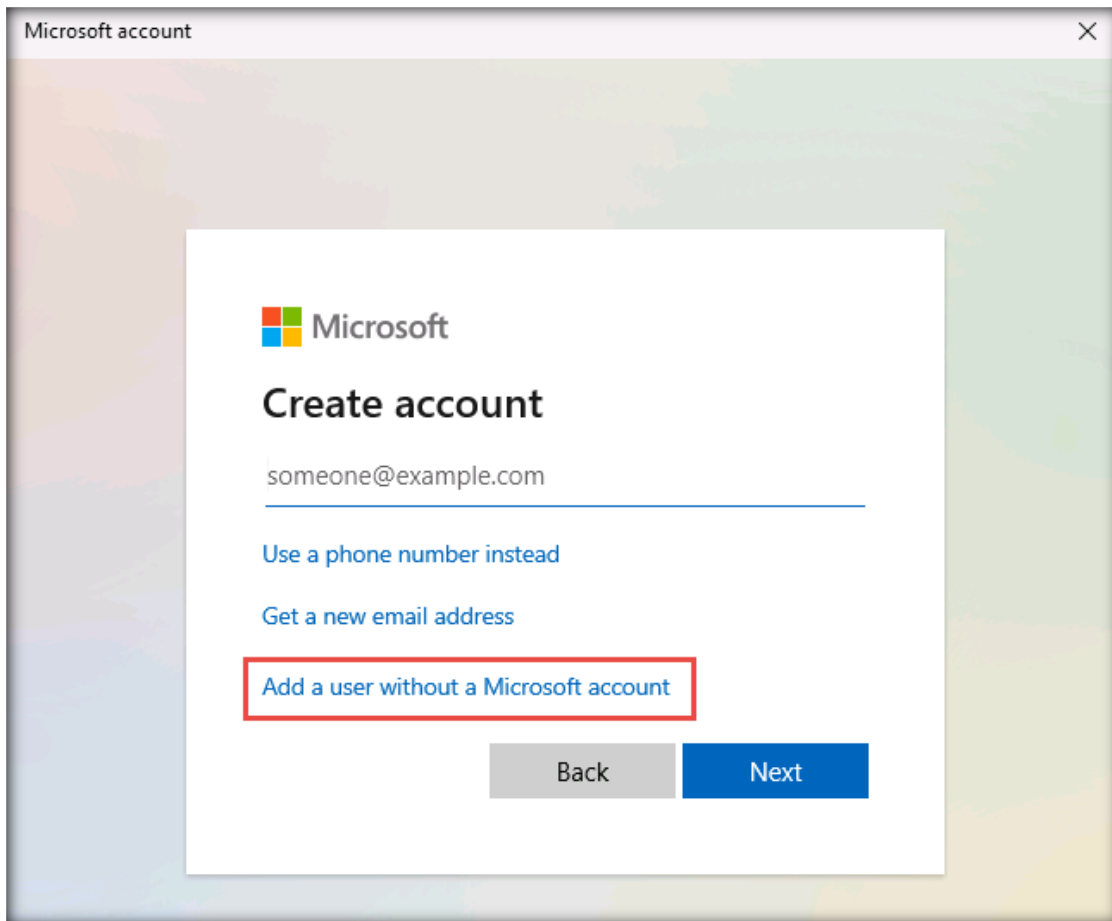 Microsoft account
Microsoft
Create account
someone@example.com
Use a phone number instead
Get a new email address
Add a user without a Microsoft account
Back Next